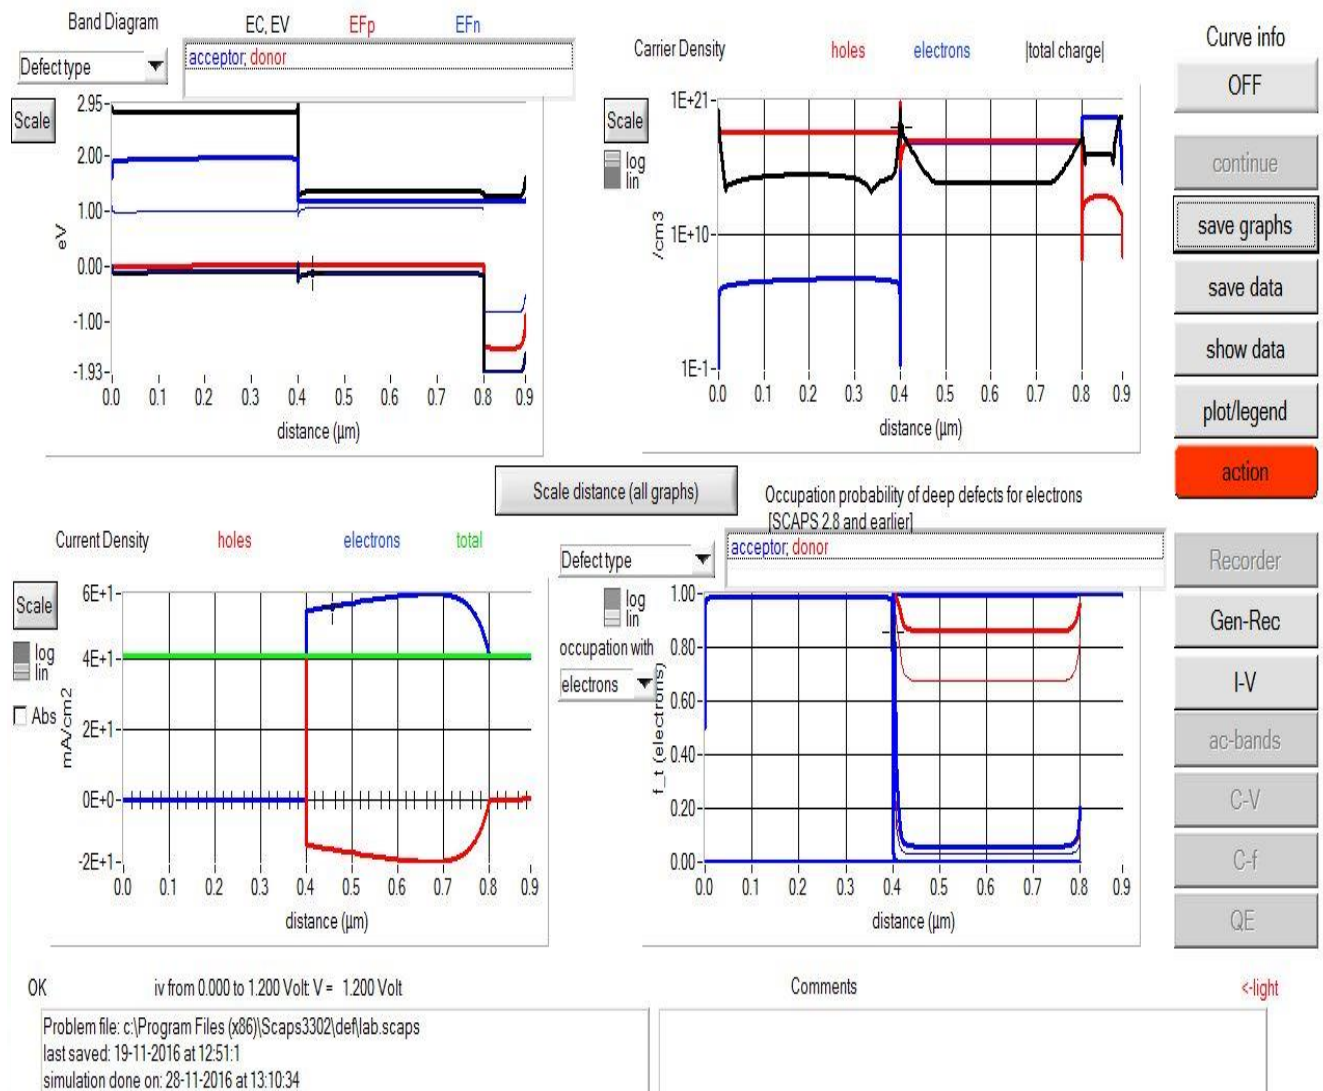 Band Diagram EC, EV EFp EFn
Defect type
acceptor; donor
Scale
eV
2.95
2.00
1.00
0.00
-1.00
-1.93
0.0 0.1 0.2 0.3 0.4 0.5 0.6 0.7 0.8 0.9
distance (µm)
Carrier Density holes electrons |total charge|
Scale
log
lin
/cm3
1E+21
1E+10
1E-1
0.0 0.1 0.2 0.3 0.4 0.5 0.6 0.7 0.8 0.9
distance (µm)
Curve info
OFF
continue
save graphs
save data
show data
plot/legend
action
Scale distance (all graphs)
Current Density holes electrons total
Scale
log
lin
Abs
mA/cm2
6E+1
4E+1
2E+1
0E+0
-2E+1
0.0 0.1 0.2 0.3 0.4 0.5 0.6 0.7 0.8 0.9
distance (µm)
Occupation probability of deep defects for electrons
[SCAPS 2.8 and earlier]
Defect type
acceptor; donor
log
lin
occupation with
electrons
f_t (electrons)
1.00
0.80
0.60
0.40
0.20
0.00
0.0 0.1 0.2 0.3 0.4 0.5 0.6 0.7 0.8 0.9
distance (µm)
Recorder
Gen-Rec
I-V
ac-bands
C-V
C-f
QE
OK iv from 0.000 to 1.200 Volt: V = 1.200 Volt
Comments
<-light
Problem file: c:\Program Files (x86)\Scaps3302\def\lab.scaps
last saved: 19-11-2016 at 12:51:1
simulation done on: 28-11-2016 at 13:10:34